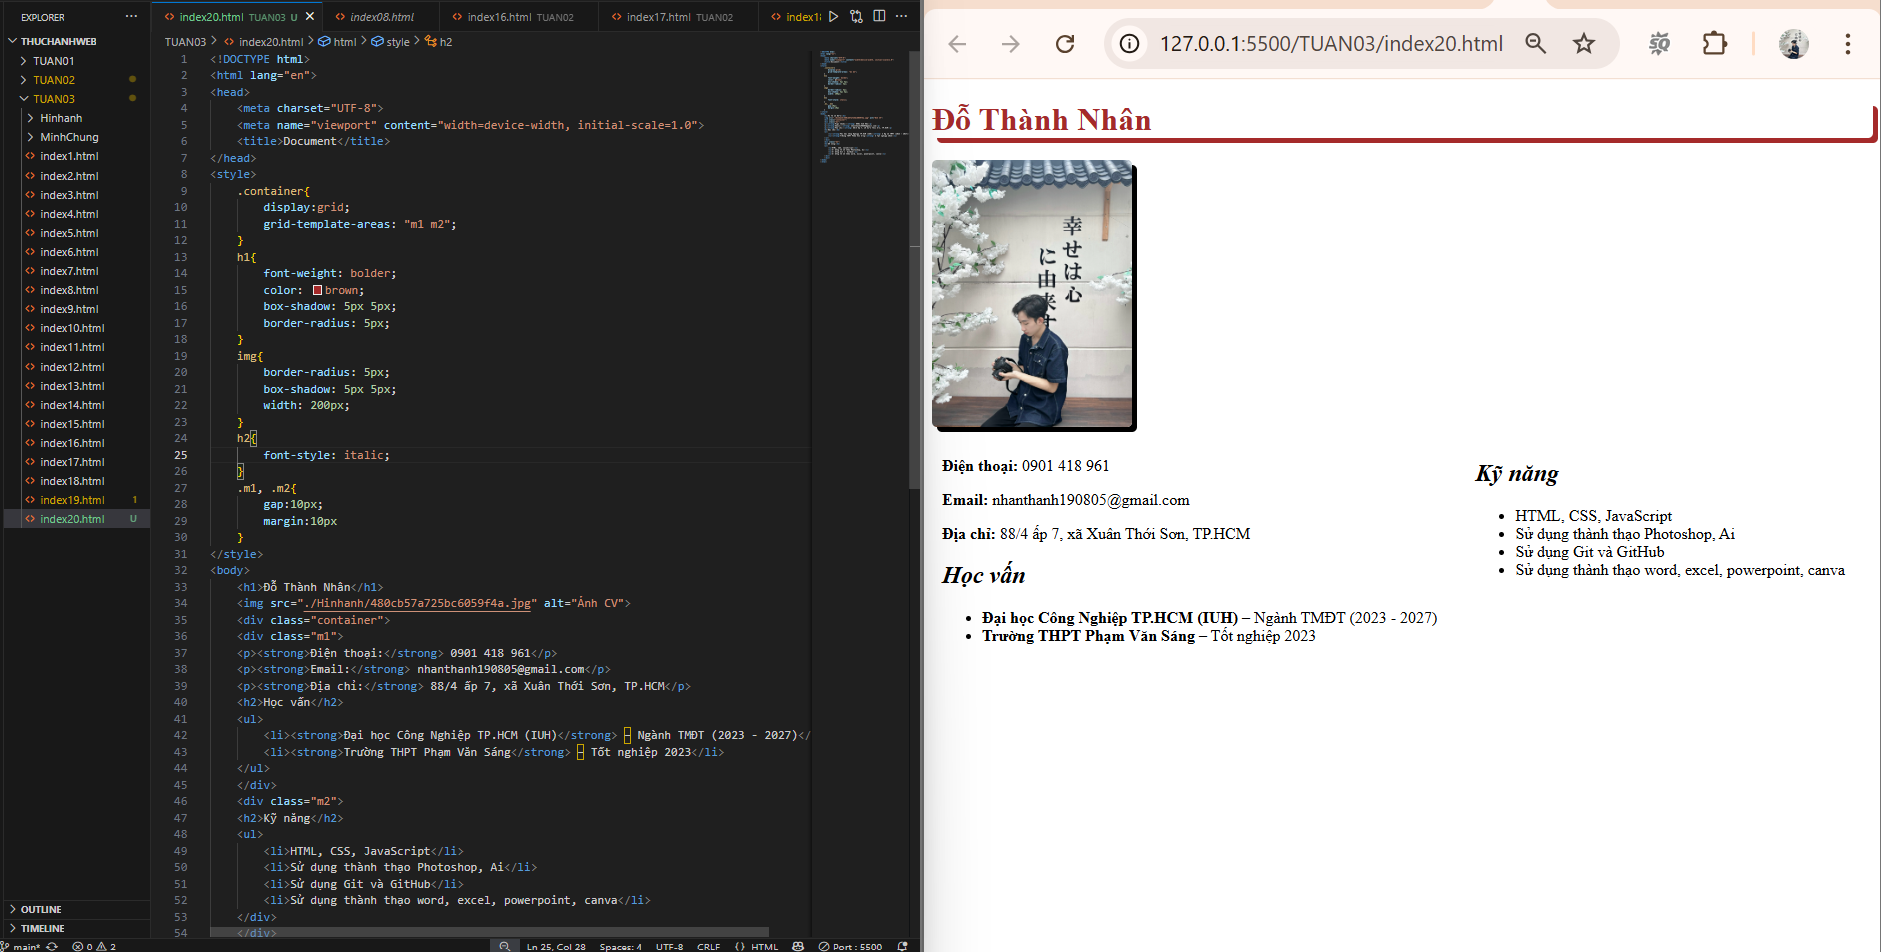 EXPLORER
THUCHANHWEB
TUAN01
TUAN02
TUAN03
Hinhanh
MinhChung
index1.html
index2.html
index3.html
index4.html
index5.html
index6.html
index7.html
index8.html
index9.html
index10.html
index11.html
index12.html
index13.html
index14.html
index15.html
index16.html
index17.html
index18.html
index19.html 1
index20.html U
OUTLINE
TIMELINE
index20.html TUAN03 U
index08.html
index16.html TUAN02
index17.html TUAN02
index18
TUAN03 > index20.html > html > style > h2
1 <!DOCTYPE html>
2 <html lang="en">
3 <head>
4 <meta charset="UTF-8">
5 <meta name="viewport" content="width=device-width, initial-scale=1.0">
6 <title>Document</title>
7 </head>
8 <style>
9 .container{
10 display:grid;
11 grid-template-areas: "m1 m2";
12 }
13 h1{
14 font-weight: bolder;
15 color: brown;
16 box-shadow: 5px 5px;
17 border-radius: 5px;
18 }
19 img{
20 border-radius: 5px;
21 box-shadow: 5px 5px;
22 width: 200px;
23 }
24 h2{
25 font-style: italic;
26 }
27 .m1, .m2{
28 gap:10px;
29 margin:10px
30 }
31 </style>
32 <body>
33 <h1>Đỗ Thành Nhân</h1>
34 <img src="./Hinhanh/480cb57a725bc6059f4a.jpg" alt="Ảnh CV">
35 <div class="container">
36 <div class="m1">
37 <p><strong>Điện thoại:</strong> 0901 418 961</p>
38 <p><strong>Email:</strong> nhanthanh190805@gmail.com</p>
39 <p><strong>Địa chỉ:</strong> 88/4 ấp 7, xã Xuân Thới Sơn, TP.HCM</p>
40 <h2>Học vấn</h2>
41 <ul>
42 <li><strong>Đại học Công Nghiệp TP.HCM (IUH)</strong> – Ngành TMĐT (2023 - 2027)</
43 <li><strong>Trường THPT Phạm Văn Sáng</strong> – Tốt nghiệp 2023</li>
44 </ul>
45 </div>
46 <div class="m2">
47 <h2>Kỹ năng</h2>
48 <ul>
49 <li>HTML, CSS, JavaScript</li>
50 <li>Sử dụng thành thạo Photoshop, Ai</li>
51 <li>Sử dụng Git và GitHub</li>
52 <li>Sử dụng thành thạo word, excel, powerpoint, canva</li>
53 </div>
54 </div>
main* 0 2 Ln 25, Col 28 Spaces: 4 UTF-8 CRLF {} HTML Port : 5500
127.0.0.1:5500/TUAN03/index20.html
Đỗ Thành Nhân
幸せは心
に由来す
Điện thoại: 0901 418 961
Email: nhanthanh190805@gmail.com
Địa chỉ: 88/4 ấp 7, xã Xuân Thới Sơn, TP.HCM
Học vấn
• Đại học Công Nghiệp TP.HCM (IUH) – Ngành TMĐT (2023 - 2027)
• Trường THPT Phạm Văn Sáng – Tốt nghiệp 2023
Kỹ năng
• HTML, CSS, JavaScript
• Sử dụng thành thạo Photoshop, Ai
• Sử dụng Git và GitHub
• Sử dụng thành thạo word, excel, powerpoint, canva